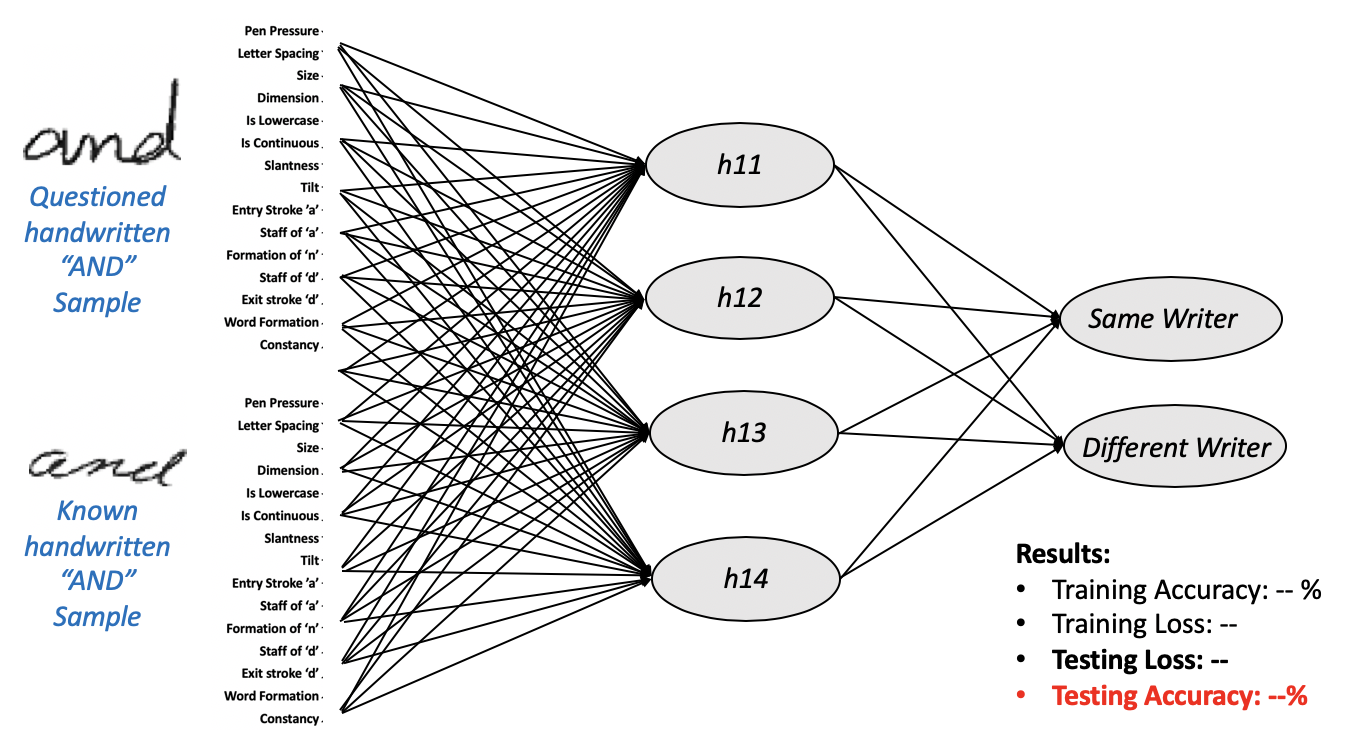 and
Questioned
handwritten
“AND”
Sample
Pen Pressure
Letter Spacing
Size
Dimension
Is Lowercase
Is Continuous
Slantness
Tilt
Entry Stroke ’a’
Staff of ‘a’
Formation of ‘n’
Staff of ‘d’
Exit stroke ‘d’
Word Formation
Constancy
and
Known
handwritten
“AND”
Sample
Pen Pressure
Letter Spacing
Size
Dimension
Is Lowercase
Is Continuous
Slantness
Tilt
Entry Stroke ’a’
Staff of ‘a’
Formation of ‘n’
Staff of ‘d’
Exit stroke ‘d’
Word Formation
Constancy
h11
h12
h13
h14
Same Writer
Different Writer
Results:
• Training Accuracy: -- %
• Training Loss: --
• Testing Loss: --
• Testing Accuracy: --%